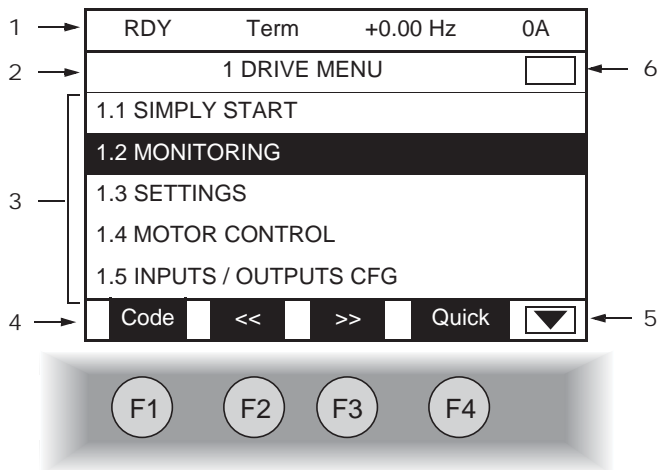 1 RDY Term +0.00 Hz 0A
2 1 DRIVE MENU 6
1.1 SIMPLY START
1.2 MONITORING
3 1.3 SETTINGS
1.4 MOTOR CONTROL
1.5 INPUTS / OUTPUTS CFG
4 Code << >> Quick 5
F1 F2 F3 F4